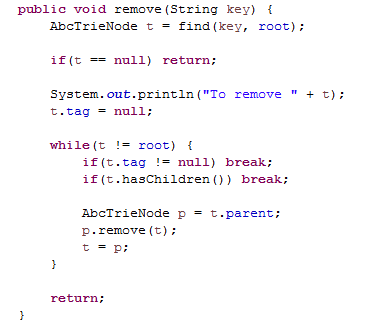 public void remove(String key) {
    AbcTrieNode t = find(key, root);

    if(t == null) return;

    System.out.println("To remove " + t);
    t.tag = null;

    while(t != root) {
        if(t.tag != null) break;
        if(t.hasChildren()) break;

        AbcTrieNode p = t.parent;
        p.remove(t);
        t = p;
    }

    return;
}